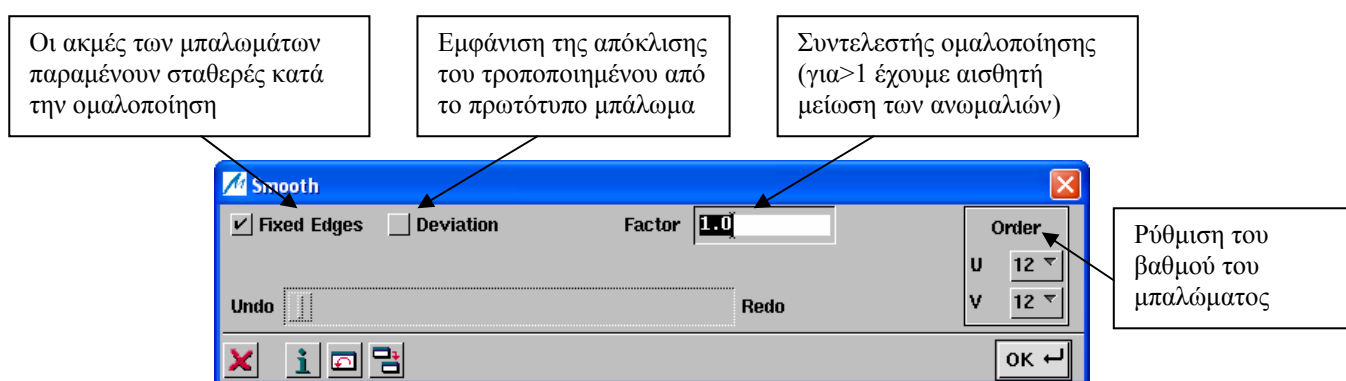 Οι ακμές των μπαλωμάτων
παραμένουν σταθερές κατά
την ομαλοποίηση
Εμφάνιση της απόκλισης
του τροποποιημένου από
το πρωτότυπο μπάλωμα
Συντελεστής ομαλοποίησης
(για>1 έχουμε αισθητή
μείωση των ανωμαλιών)
Smooth
Fixed Edges Deviation Factor 1.0 Order
U 12
Undo Redo V 12
OK
Ρύθμιση του
βαθμού του
μπαλώματος